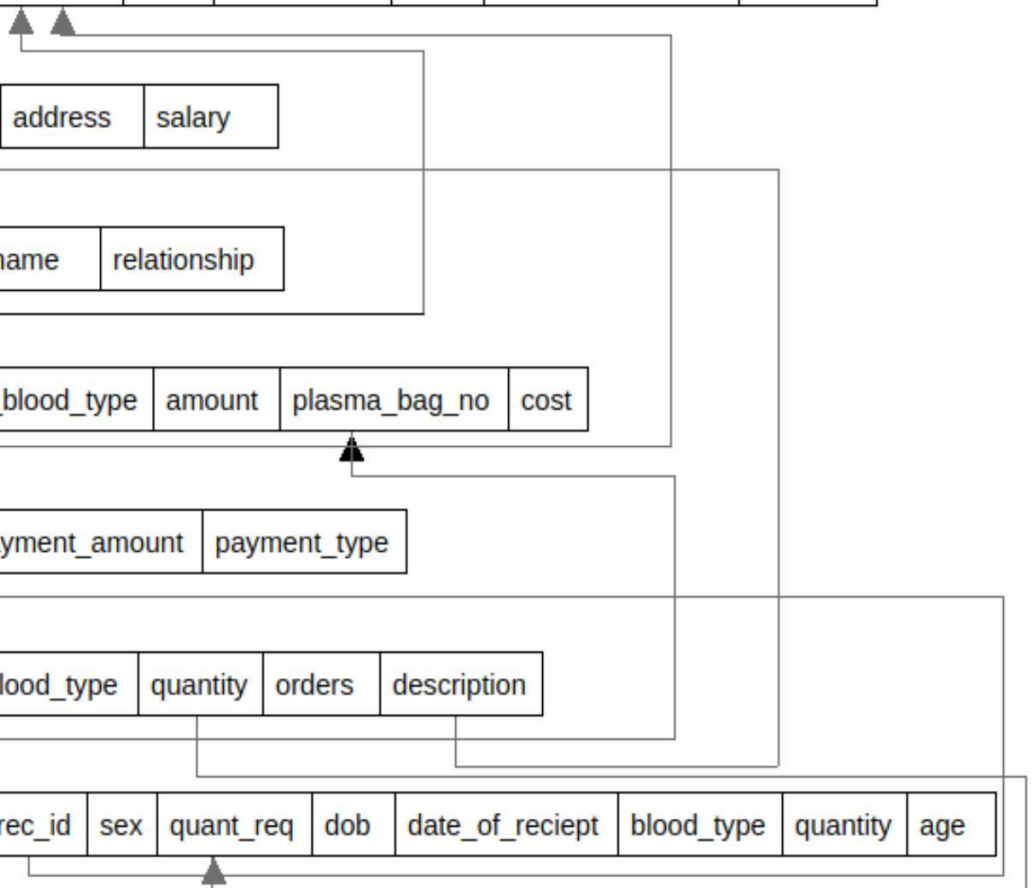 address salary
name relationship
_blood_type amount plasma_bag_no cost
yment_amount payment_type
lood_type quantity orders description
rec_id sex quant_req dob date_of_reciept blood_type quantity age